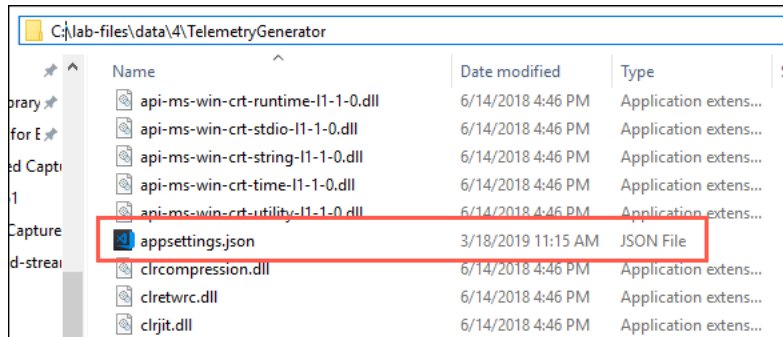 C:\lab-files\data\4\TelemetryGenerator
Name Date modified Type
api-ms-win-crt-runtime-l1-1-0.dll 6/14/2018 4:46 PM Application extens...
api-ms-win-crt-stdio-l1-1-0.dll 6/14/2018 4:46 PM Application extens...
for E api-ms-win-crt-string-l1-1-0.dll 6/14/2018 4:46 PM Application extens...
api-ms-win-crt-time-l1-1-0.dll 6/14/2018 4:46 PM Application extens...
api-ms-win-crt-utility-l1-1-0.dll 6/14/2018 4:46 PM Application extens...
Capture appsettings.json 3/18/2019 11:15 AM JSON File
clrcompression.dll 6/14/2018 4:46 PM Application extens...
clretwrc.dll 6/14/2018 4:46 PM Application extens...
clrjit.dll 6/14/2018 4:46 PM Application extens...